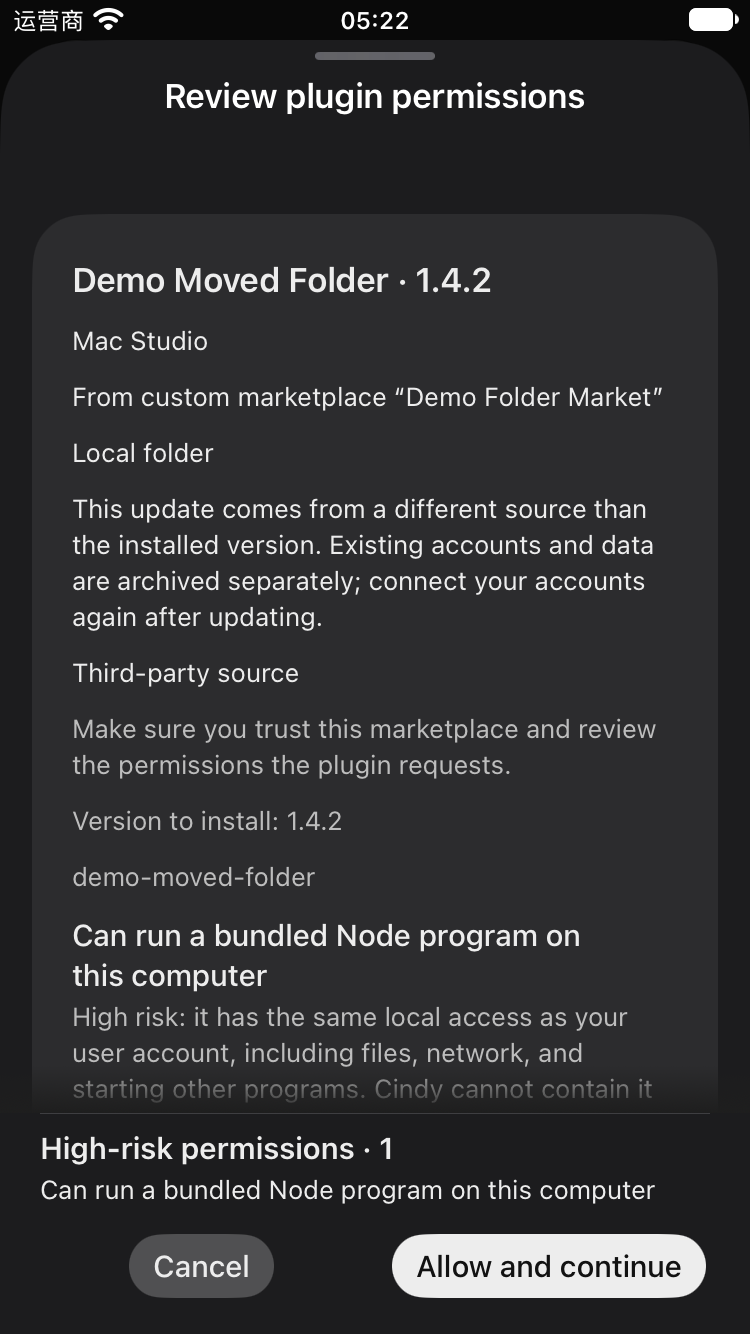 运营商
05:22
Review plugin permissions
Demo Moved Folder · 1.4.2
Mac Studio
From custom marketplace “Demo Folder Market”
Local folder
This update comes from a different source than
the installed version. Existing accounts and data
are archived separately; connect your accounts
again after updating.
Third-party source
Make sure you trust this marketplace and review
the permissions the plugin requests.
Version to install: 1.4.2
demo-moved-folder
Can run a bundled Node program on
this computer
High risk: it has the same local access as your
user account, including files, network, and
starting other programs. Cindy cannot contain it
High-risk permissions · 1
Can run a bundled Node program on this computer
Cancel
Allow and continue